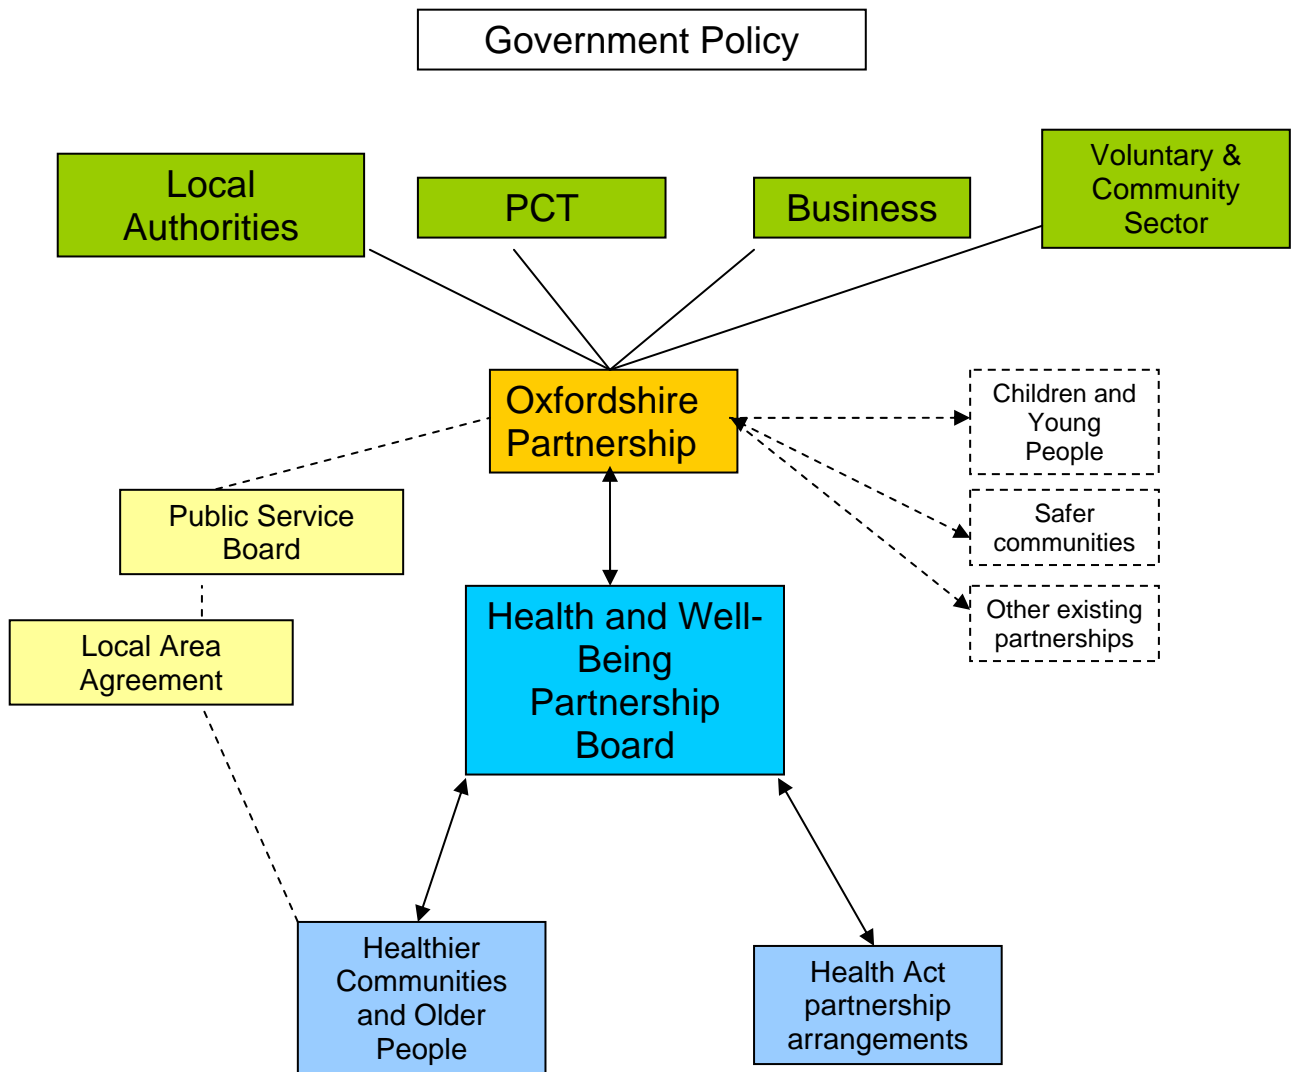 Government Policy
Local
Authorities
PCT
Business
Voluntary &
Community
Sector
Oxfordshire
Partnership
Children and
Young
People
Public Service
Board
Safer
communities
Health and Well-
Being
Partnership
Board
Other existing
partnerships
Local Area
Agreement
Healthier
Communities
and Older
People
Health Act
partnership
arrangements